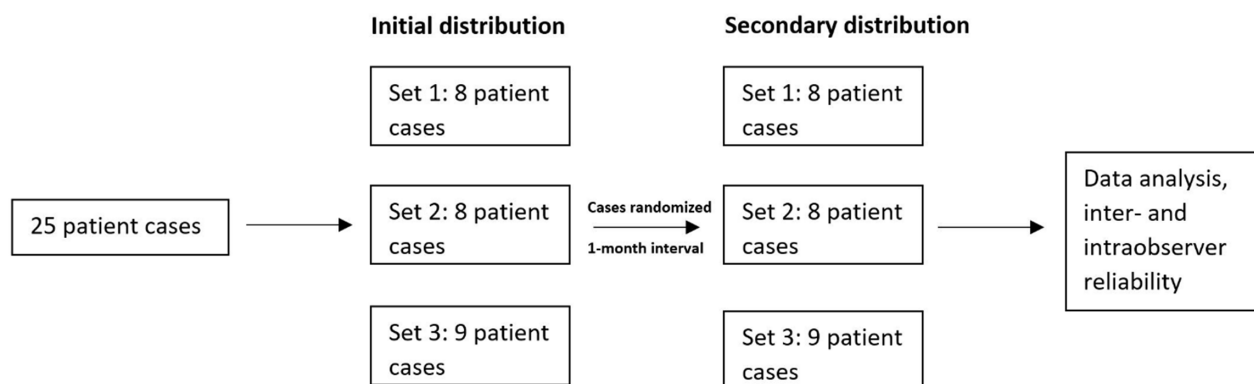 Initial distribution
Secondary distribution
Set 1: 8 patient
cases
Set 1: 8 patient
cases
25 patient cases
Set 2: 8 patient
cases
Cases randomized
1-month interval
Set 2: 8 patient
cases
Data analysis,
inter- and
intraobserver
reliability
Set 3: 9 patient
cases
Set 3: 9 patient
cases